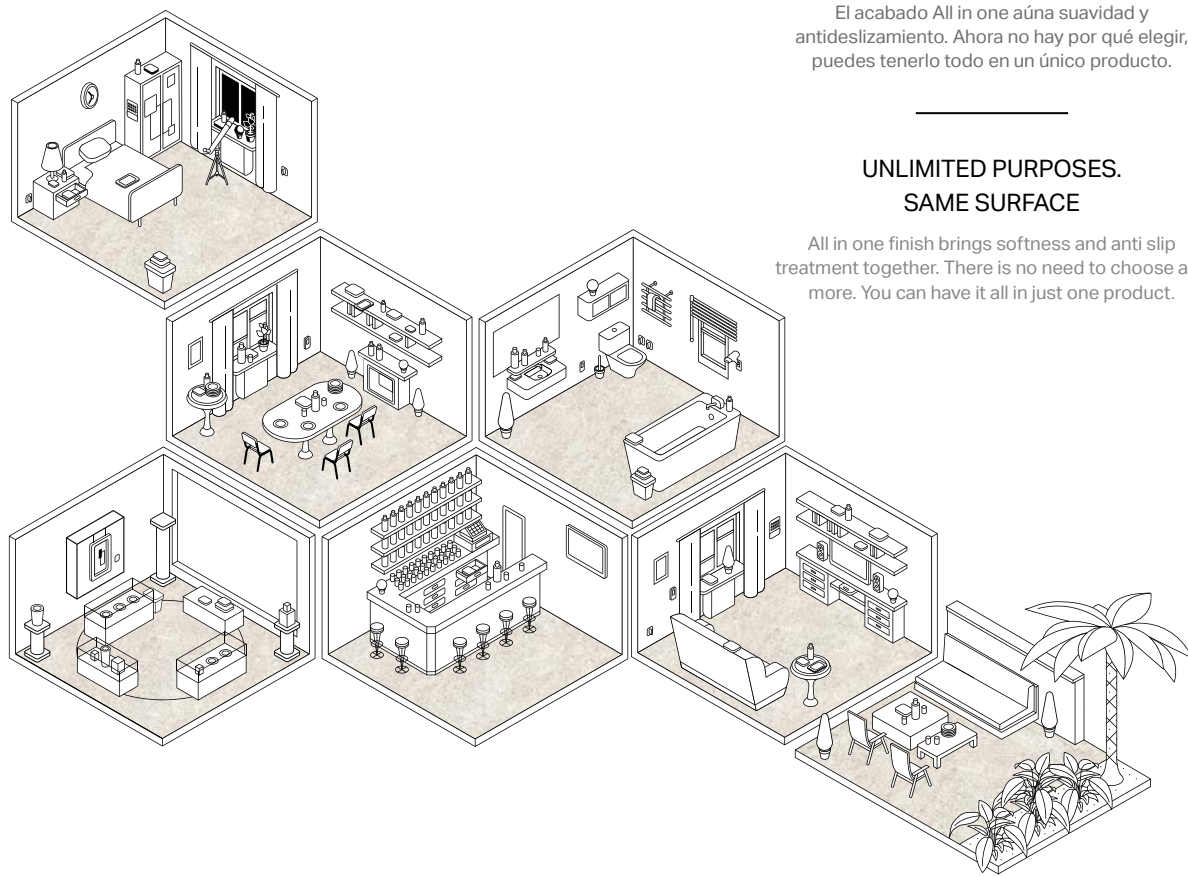 El acabado All in one aúna suavidad y
antideslizamiento. Ahora no hay por qué elegir,
puedes tenerlo todo en un único producto.
UNLIMITED PURPOSES.
SAME SURFACE
All in one finish brings softness and anti slip
treatment together. There is no need to choose a
more. You can have it all in just one product.